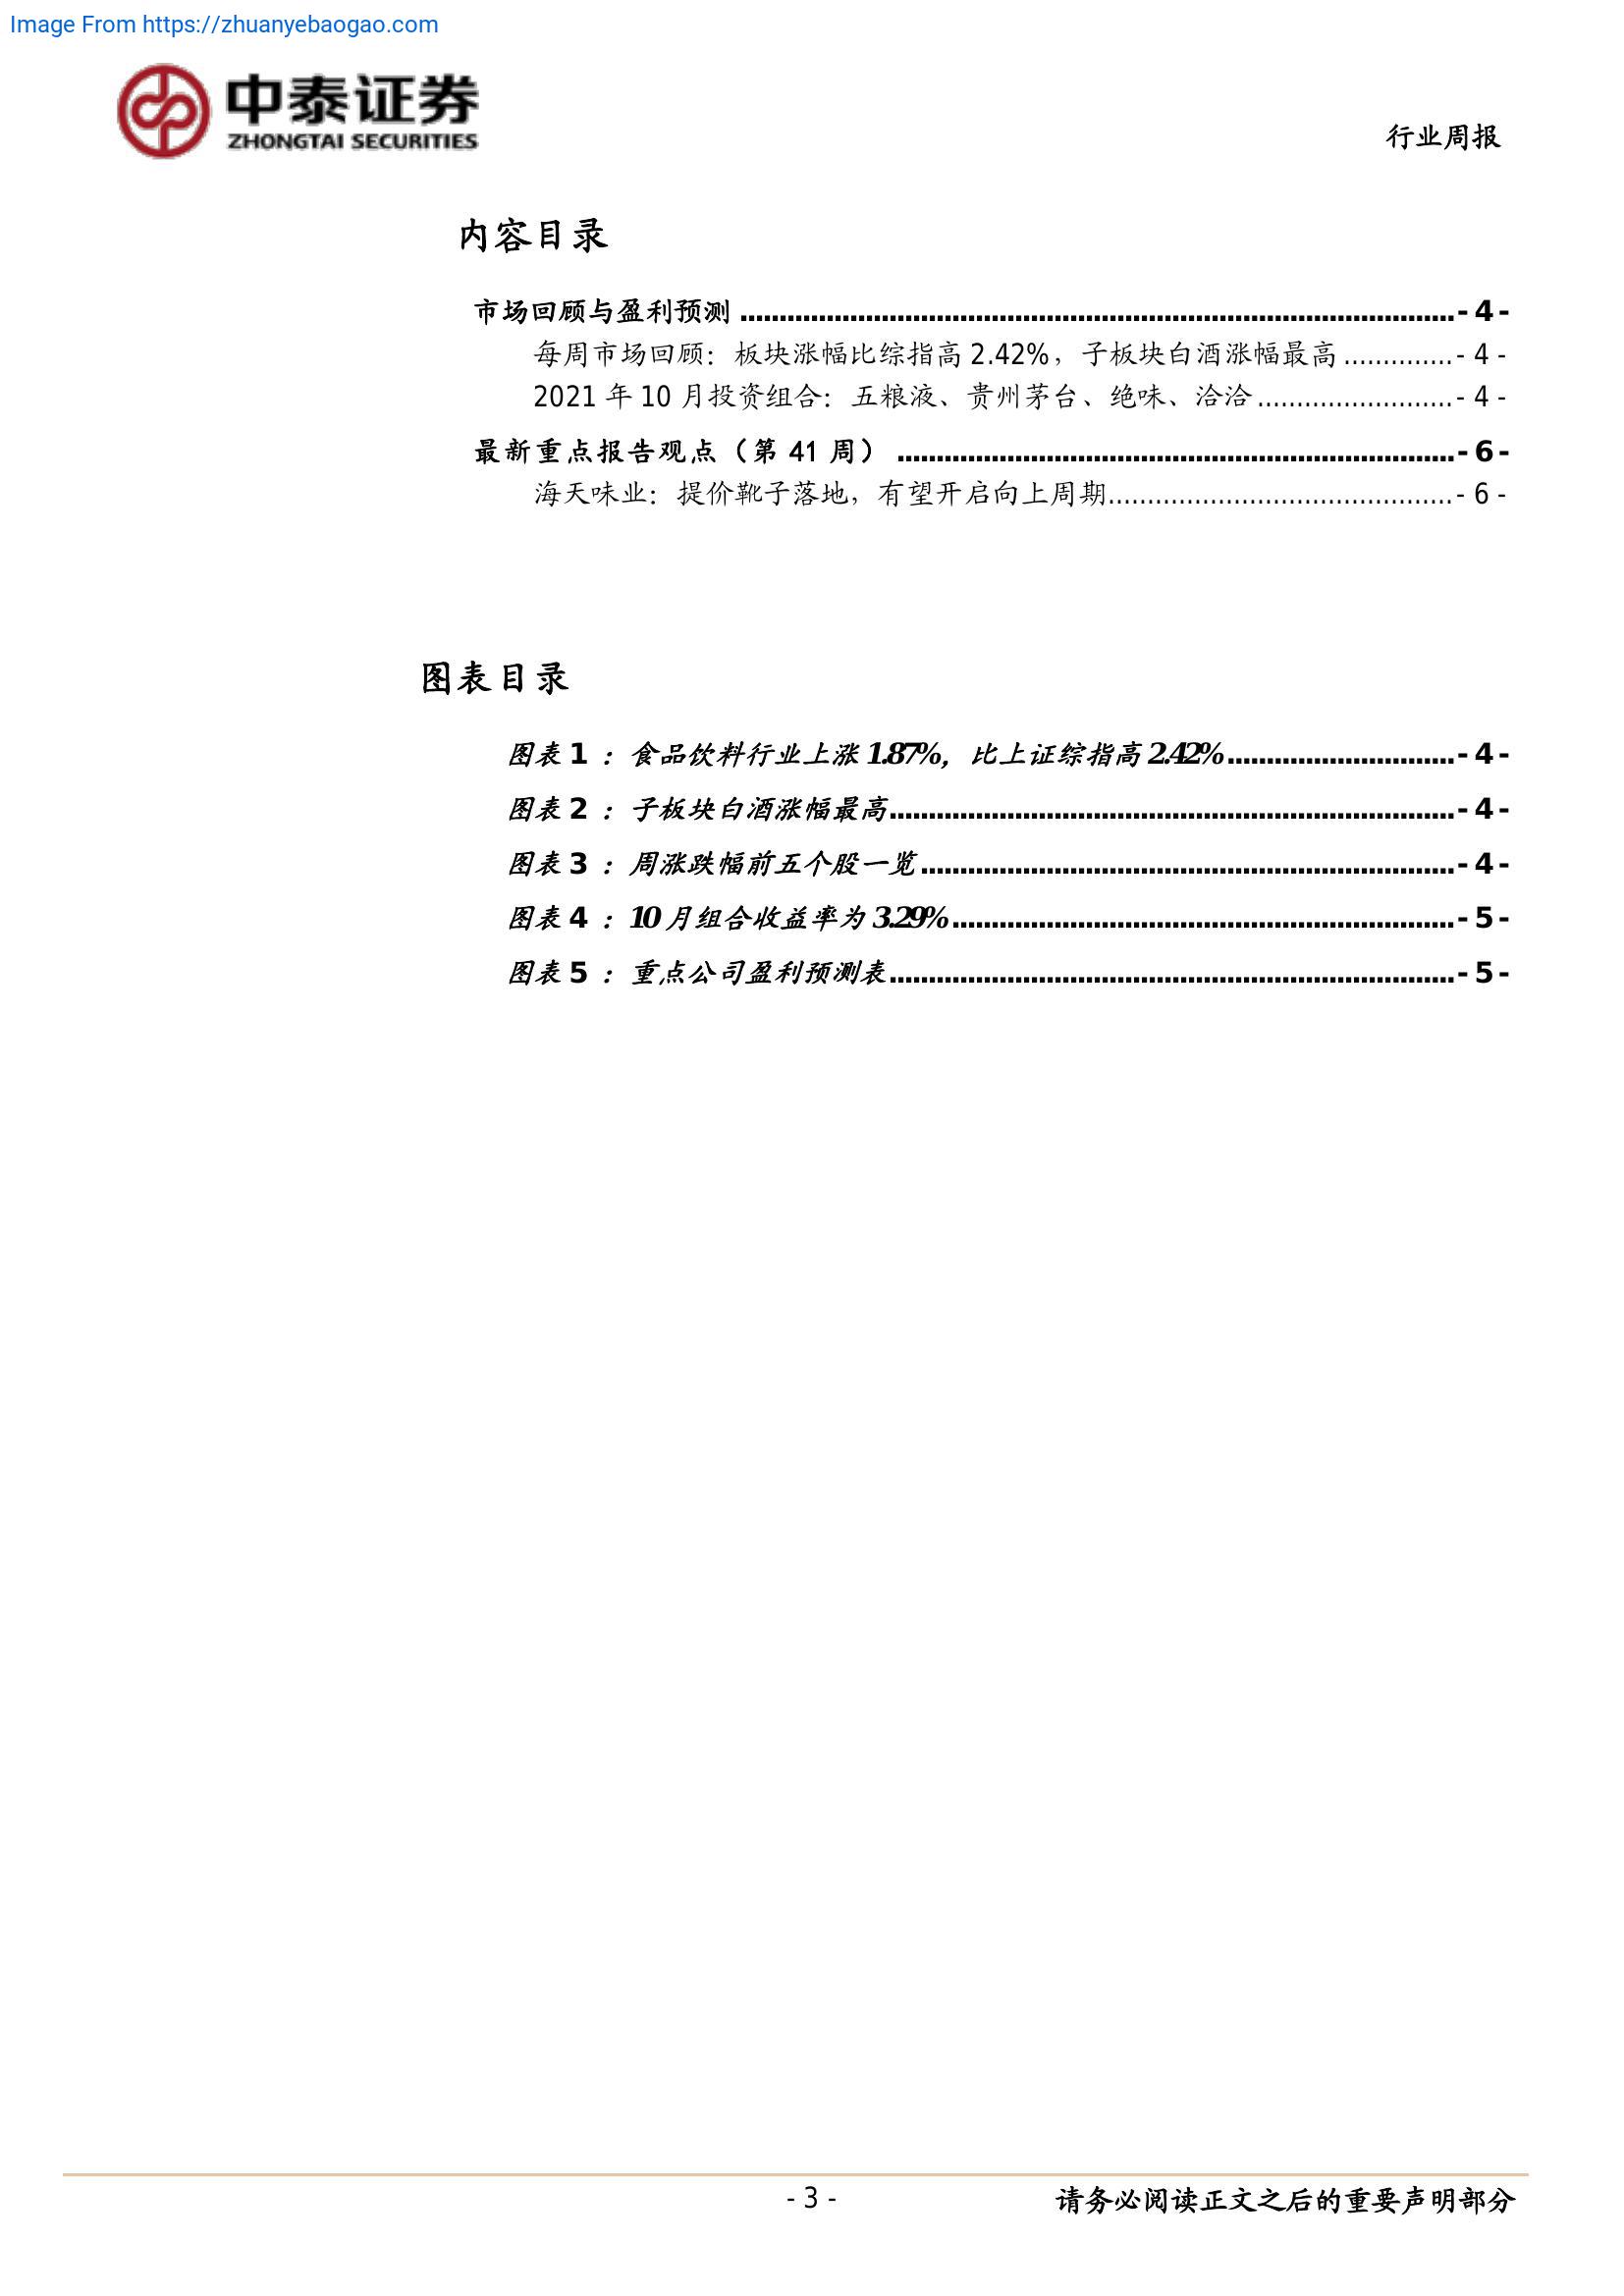 Image From https://zhuanyebaogao.com
中泰证券
ZHONGTAI SECURITIES
行业周报
内容目录
市场回顾与盈利预测 ........................................................................................... - 4 -
每周市场回顾：板块涨幅比综指高 2.42%，子板块白酒涨幅最高 .............. - 4 -
2021 年 10 月投资组合：五粮液、贵州茅台、绝味、洽洽 ......................... - 4 -
最新重点报告观点（第 41 周） ....................................................................... - 6 -
海天味业：提价靴子落地，有望开启向上周期............................................ - 6 -
图表目录
图表 1 ：食品饮料行业上涨 1.87%，比上证综指高 2.42% ............................. - 4 -
图表 2 ：子板块白酒涨幅最高........................................................................ - 4 -
图表 3 ：周涨跌幅前五个股一览 .................................................................... - 4 -
图表 4 ：10 月组合收益率为 3.29% ................................................................ - 5 -
图表 5 ：重点公司盈利预测表........................................................................ - 5 -
- 3 -
请务必阅读正文之后的重要声明部分